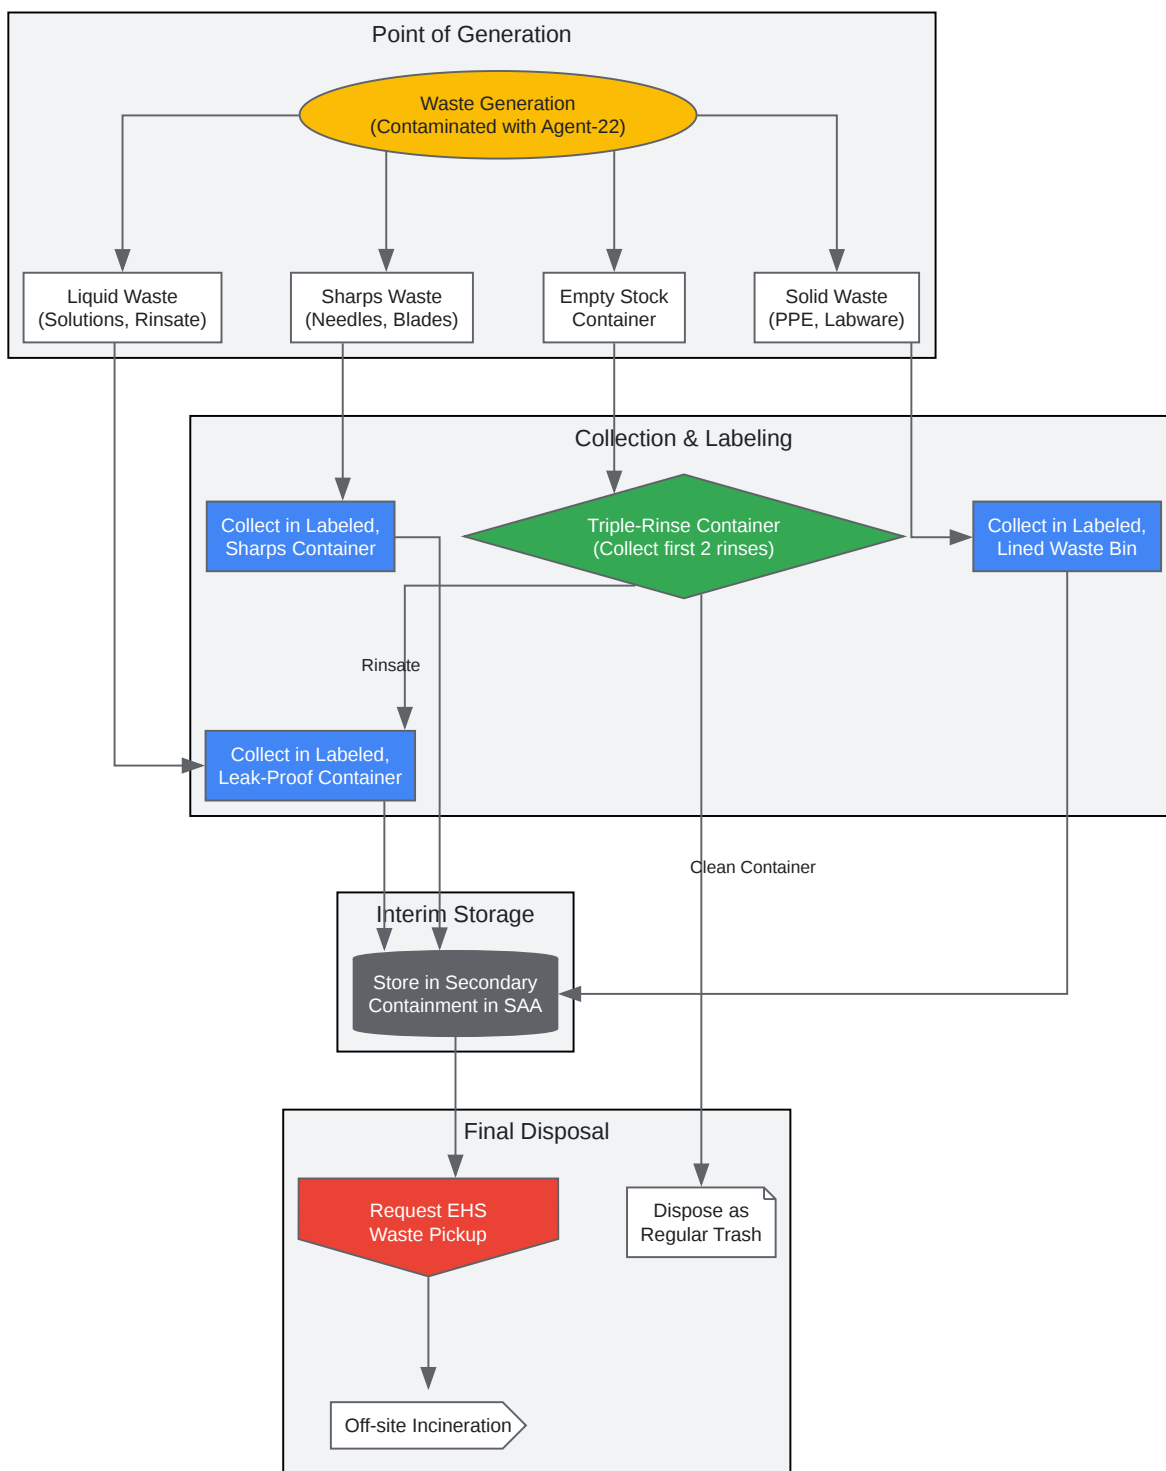 Point of Generation
Waste Generation
(Contaminated with Agent-22)
Liquid Waste
(Solutions, Rinsate)
Sharps Waste
(Needles, Blades)
Empty Stock
Container
Solid Waste
(PPE, Labware)
Collection & Labeling
Collect in Labeled,
Sharps Container
Triple-Rinse Container
(Collect first 2 rinses)
Collect in Labeled,
Lined Waste Bin
Rinsate
Collect in Labeled,
Leak-Proof Container
Clean Container
Interim Storage
Store in Secondary
Containment in SAA
Final Disposal
Request EHS
Waste Pickup
Dispose as
Regular Trash
Off-site Incineration